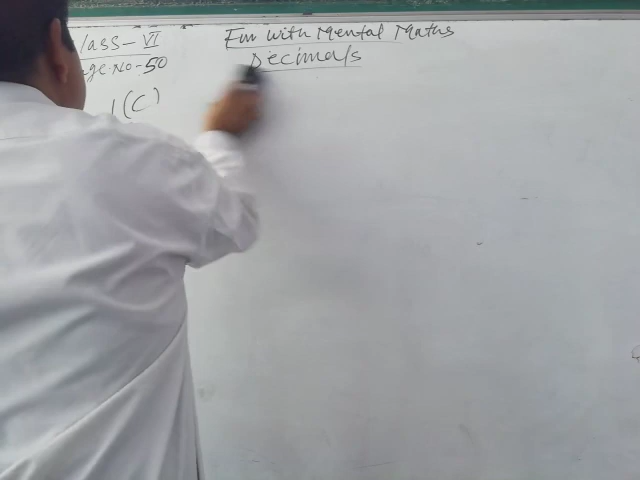 lass-VI
ge.No-50
Fun with Mental Maths
Decimals
1(C)